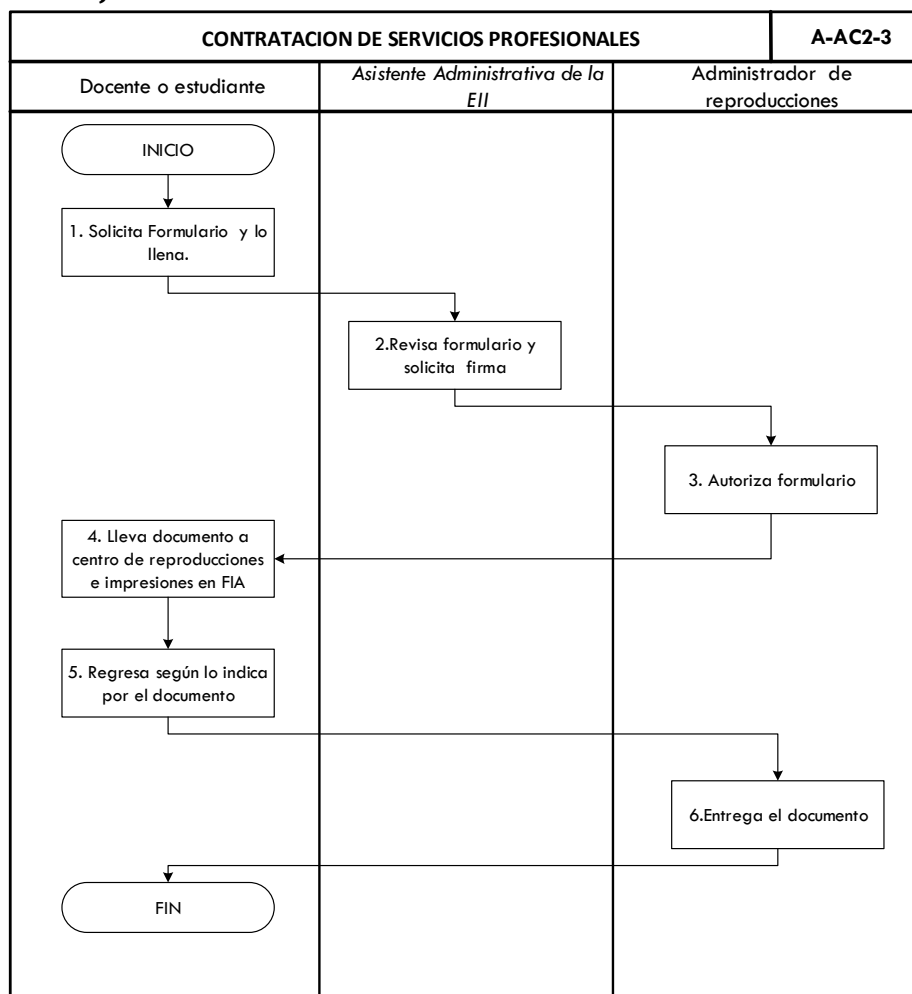 CONTRATACION DE SERVICIOS PROFESIONALES
A-AC2-3
Docente o estudiante
Asistente Administrativa de la
EII
Administrador de
reproducciones
INICIO
1. Solicita Formulario y lo
llena.
2.Revisa formulario y
solicita firma
3. Autoriza formulario
4. Lleva documento a
centro de reproducciones
e impresiones en FIA
5. Regresa según lo indica
por el documento
6.Entrega el documento
FIN